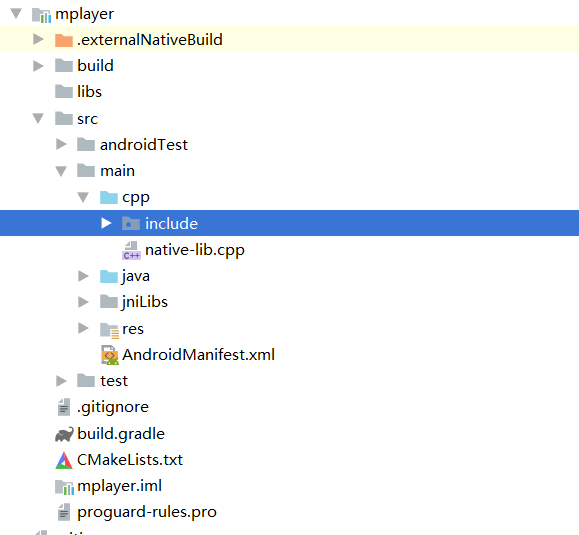 mplayer
.externalNativeBuild
build
libs
src
androidTest
main
cpp
include
native-lib.cpp
java
jniLibs
res
AndroidManifest.xml
test
.gitignore
build.gradle
CMakeLists.txt
mplayer.iml
proguard-rules.pro